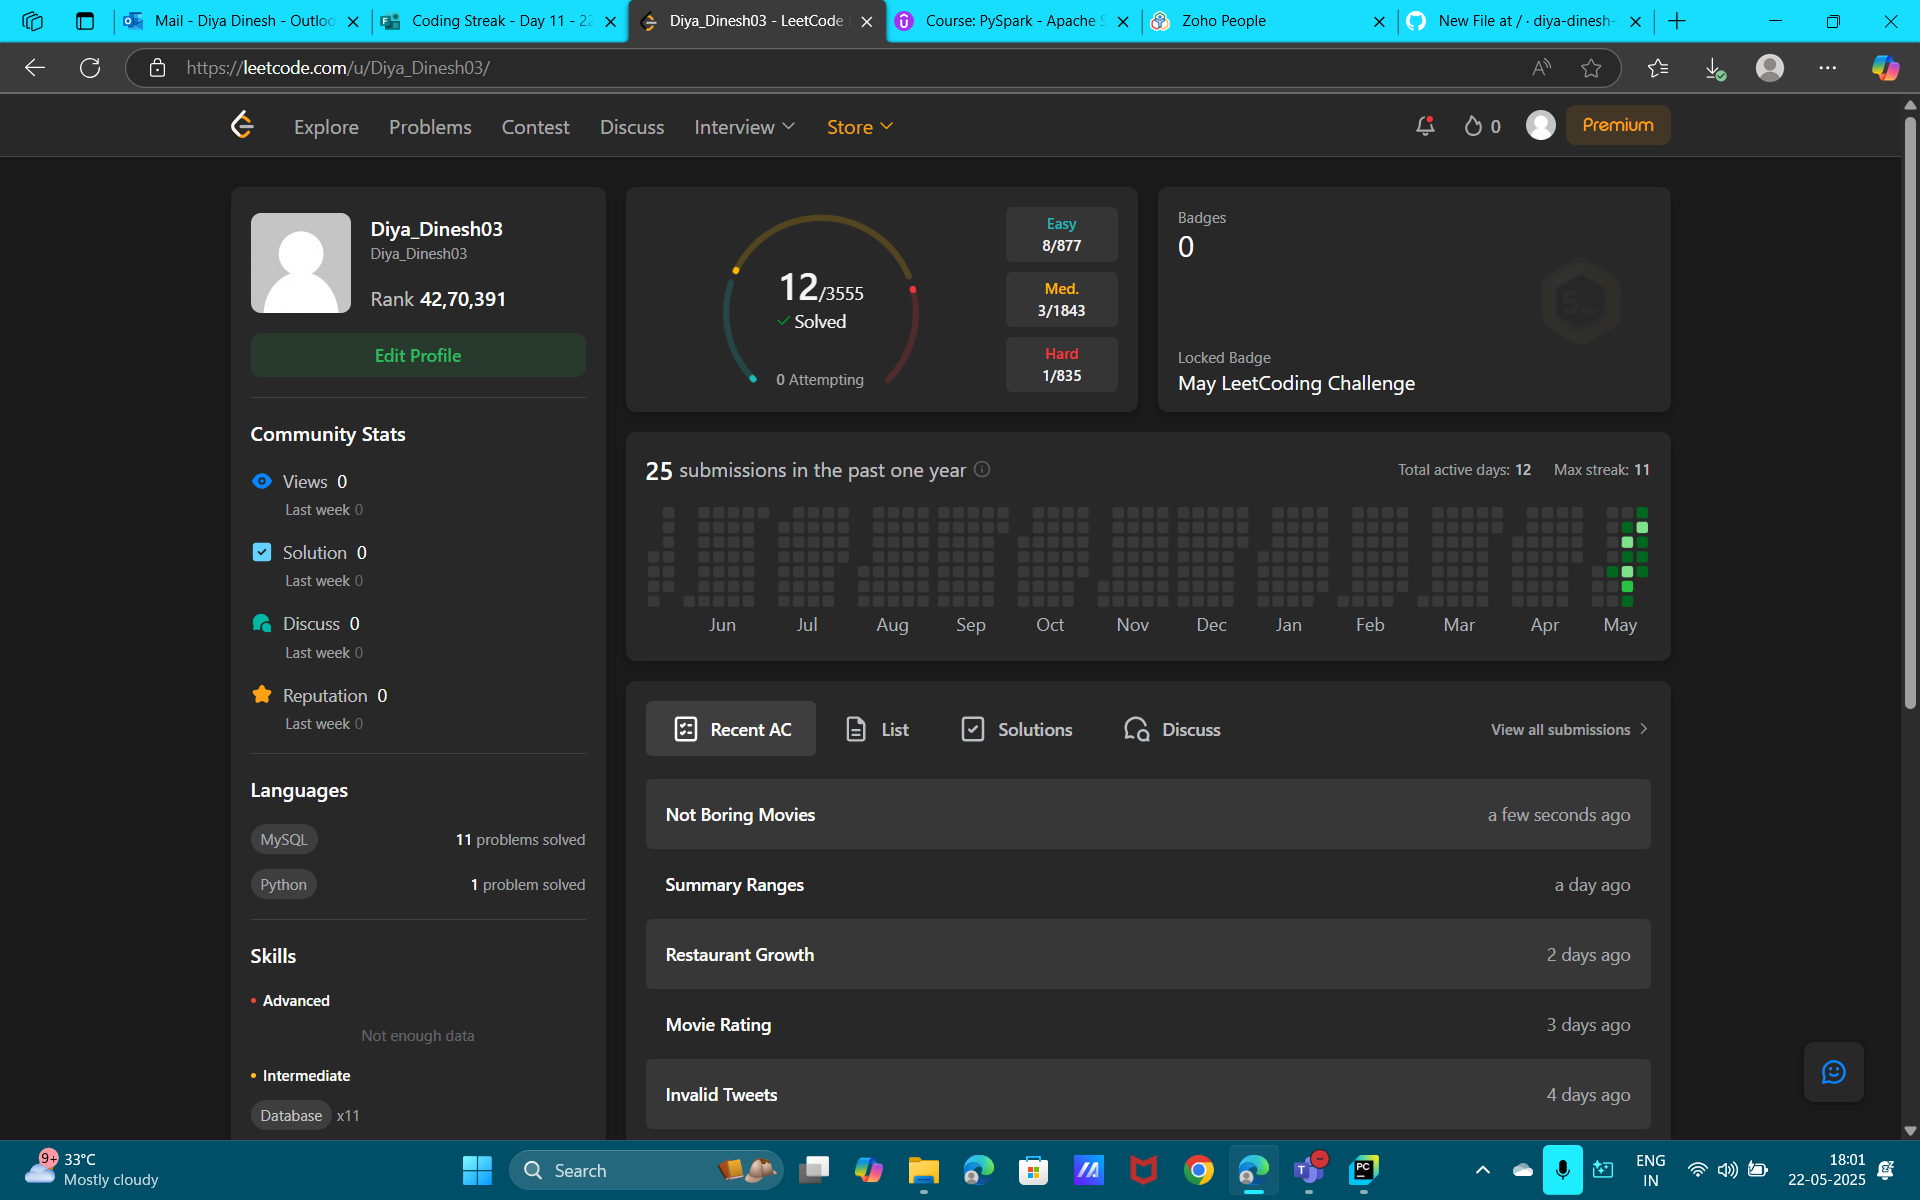 Mail - Diya Dinesh - Outloo
Coding Streak - Day 11 - 22
Diya_Dinesh03 - LeetCode
Course: PySpark - Apache S
Zoho People
New File at / · diya-dinesh-
https://leetcode.com/u/Diya_Dinesh03/
Explore
Problems
Contest
Discuss
Interview
Store
0
Premium
Diya_Dinesh03
Diya_Dinesh03
Rank 42,70,391
Edit Profile
Community Stats
Views 0
Last week 0
Solution 0
Last week 0
Discuss 0
Last week 0
Reputation 0
Last week 0
Languages
MySQL
11 problems solved
Python
1 problem solved
Skills
Advanced
Not enough data
Intermediate
Database x11
12/3555
Solved
0 Attempting
Easy
8/877
Med.
3/1843
Hard
1/835
Badges
0
Locked Badge
May LeetCoding Challenge
25 submissions in the past one year
Total active days: 12
Max streak: 11
Jun Jul Aug Sep Oct Nov Dec Jan Feb Mar Apr May
Recent AC
List
Solutions
Discuss
View all submissions
Not Boring Movies
a few seconds ago
Summary Ranges
a day ago
Restaurant Growth
2 days ago
Movie Rating
3 days ago
Invalid Tweets
4 days ago
9+
33°C
Mostly cloudy
Search
PC
ENG
IN
18:01
22-05-2025